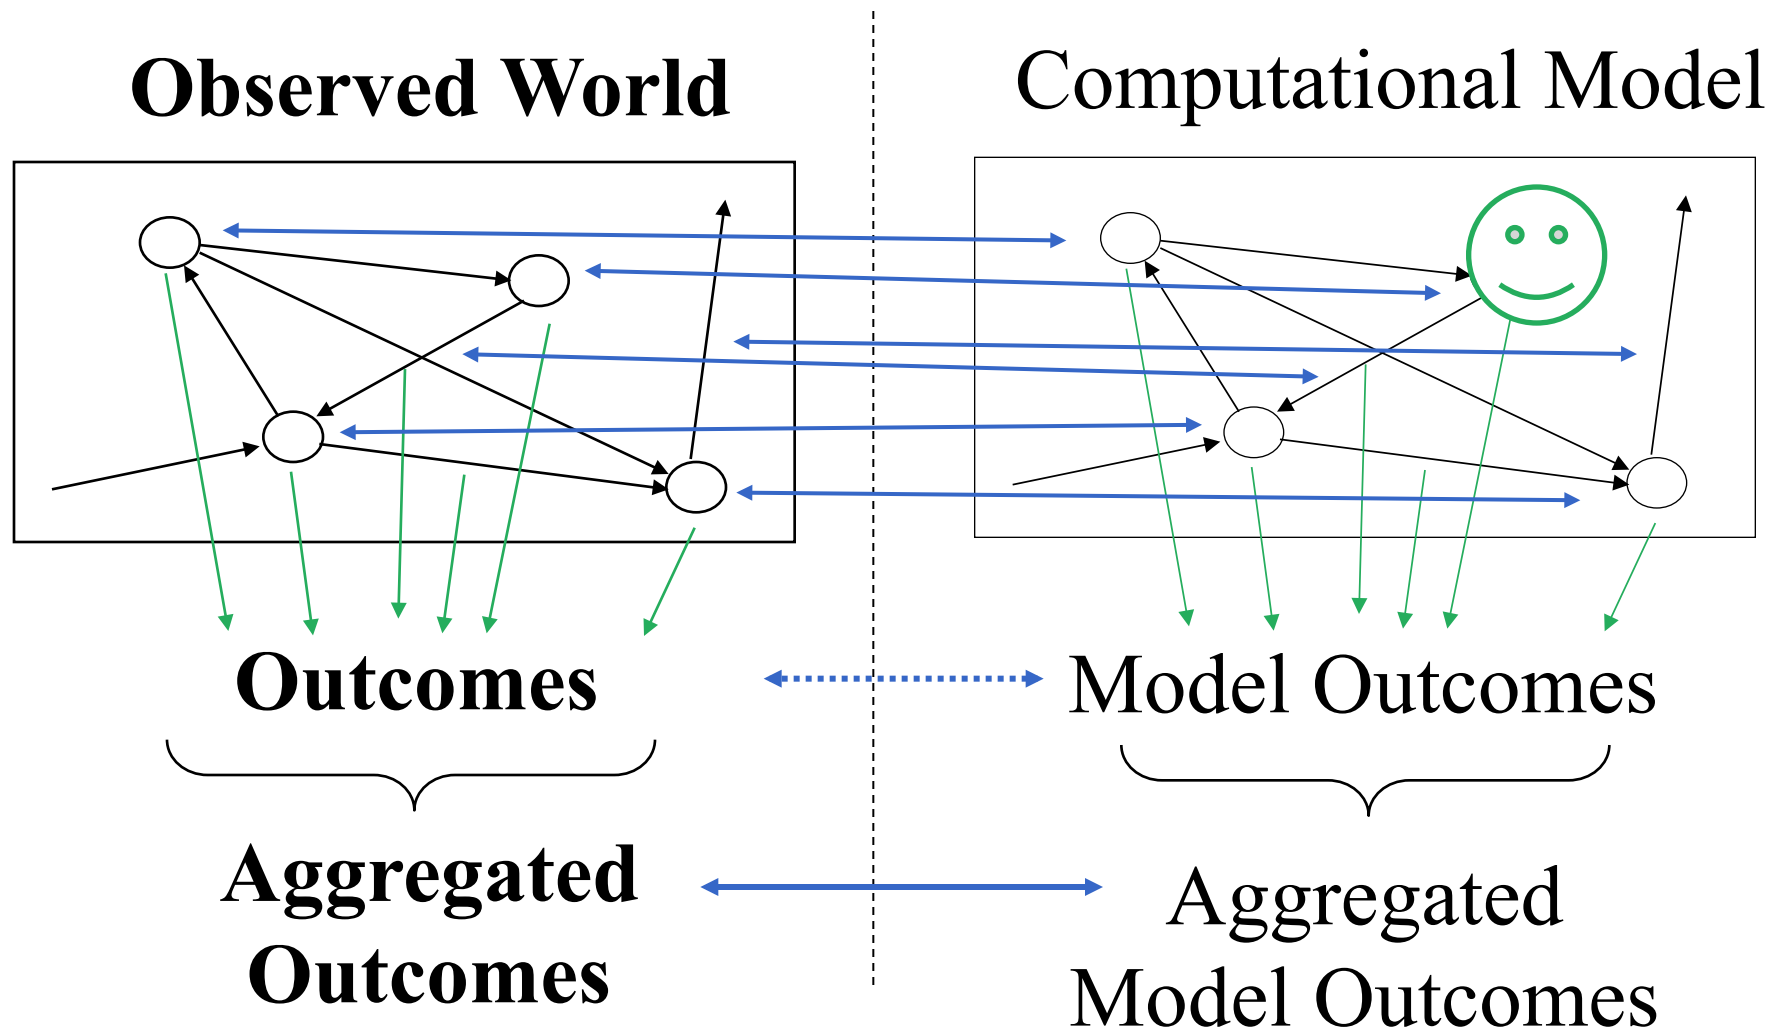 Observed World
Computational Model
Outcomes
Model Outcomes
Aggregated
Outcomes
Aggregated
Model Outcomes